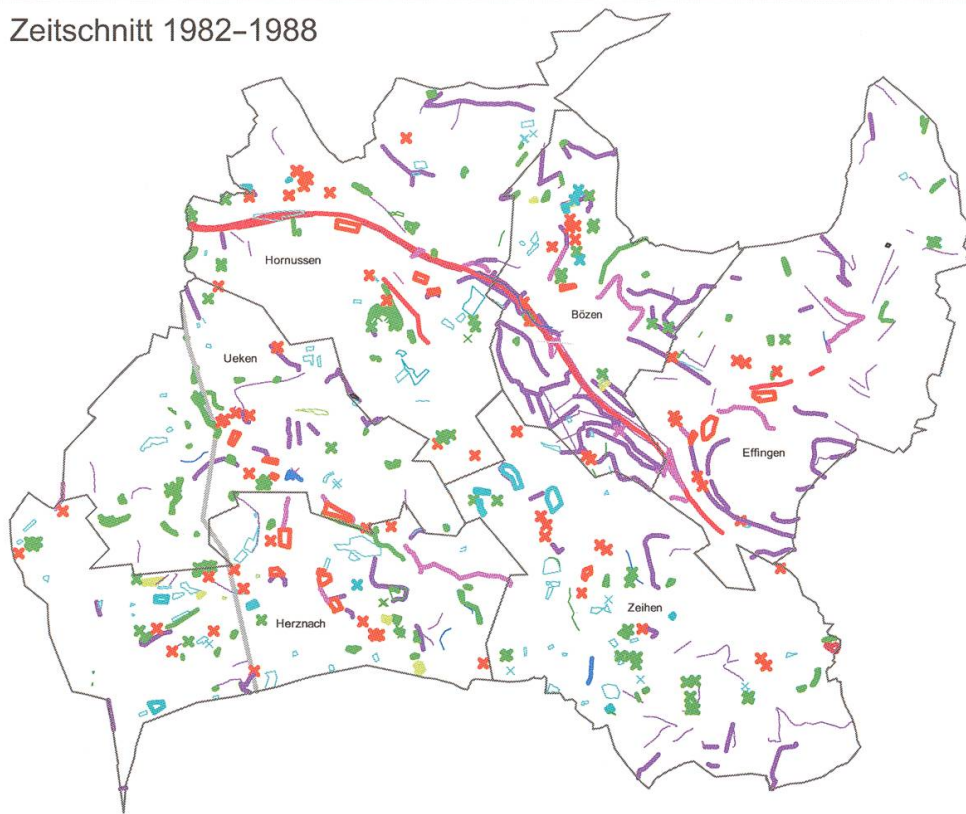 Zeitschnitt 1982–1988
Hornussen
Bözen
Ueken
Effingen
Zeihen
Herznach